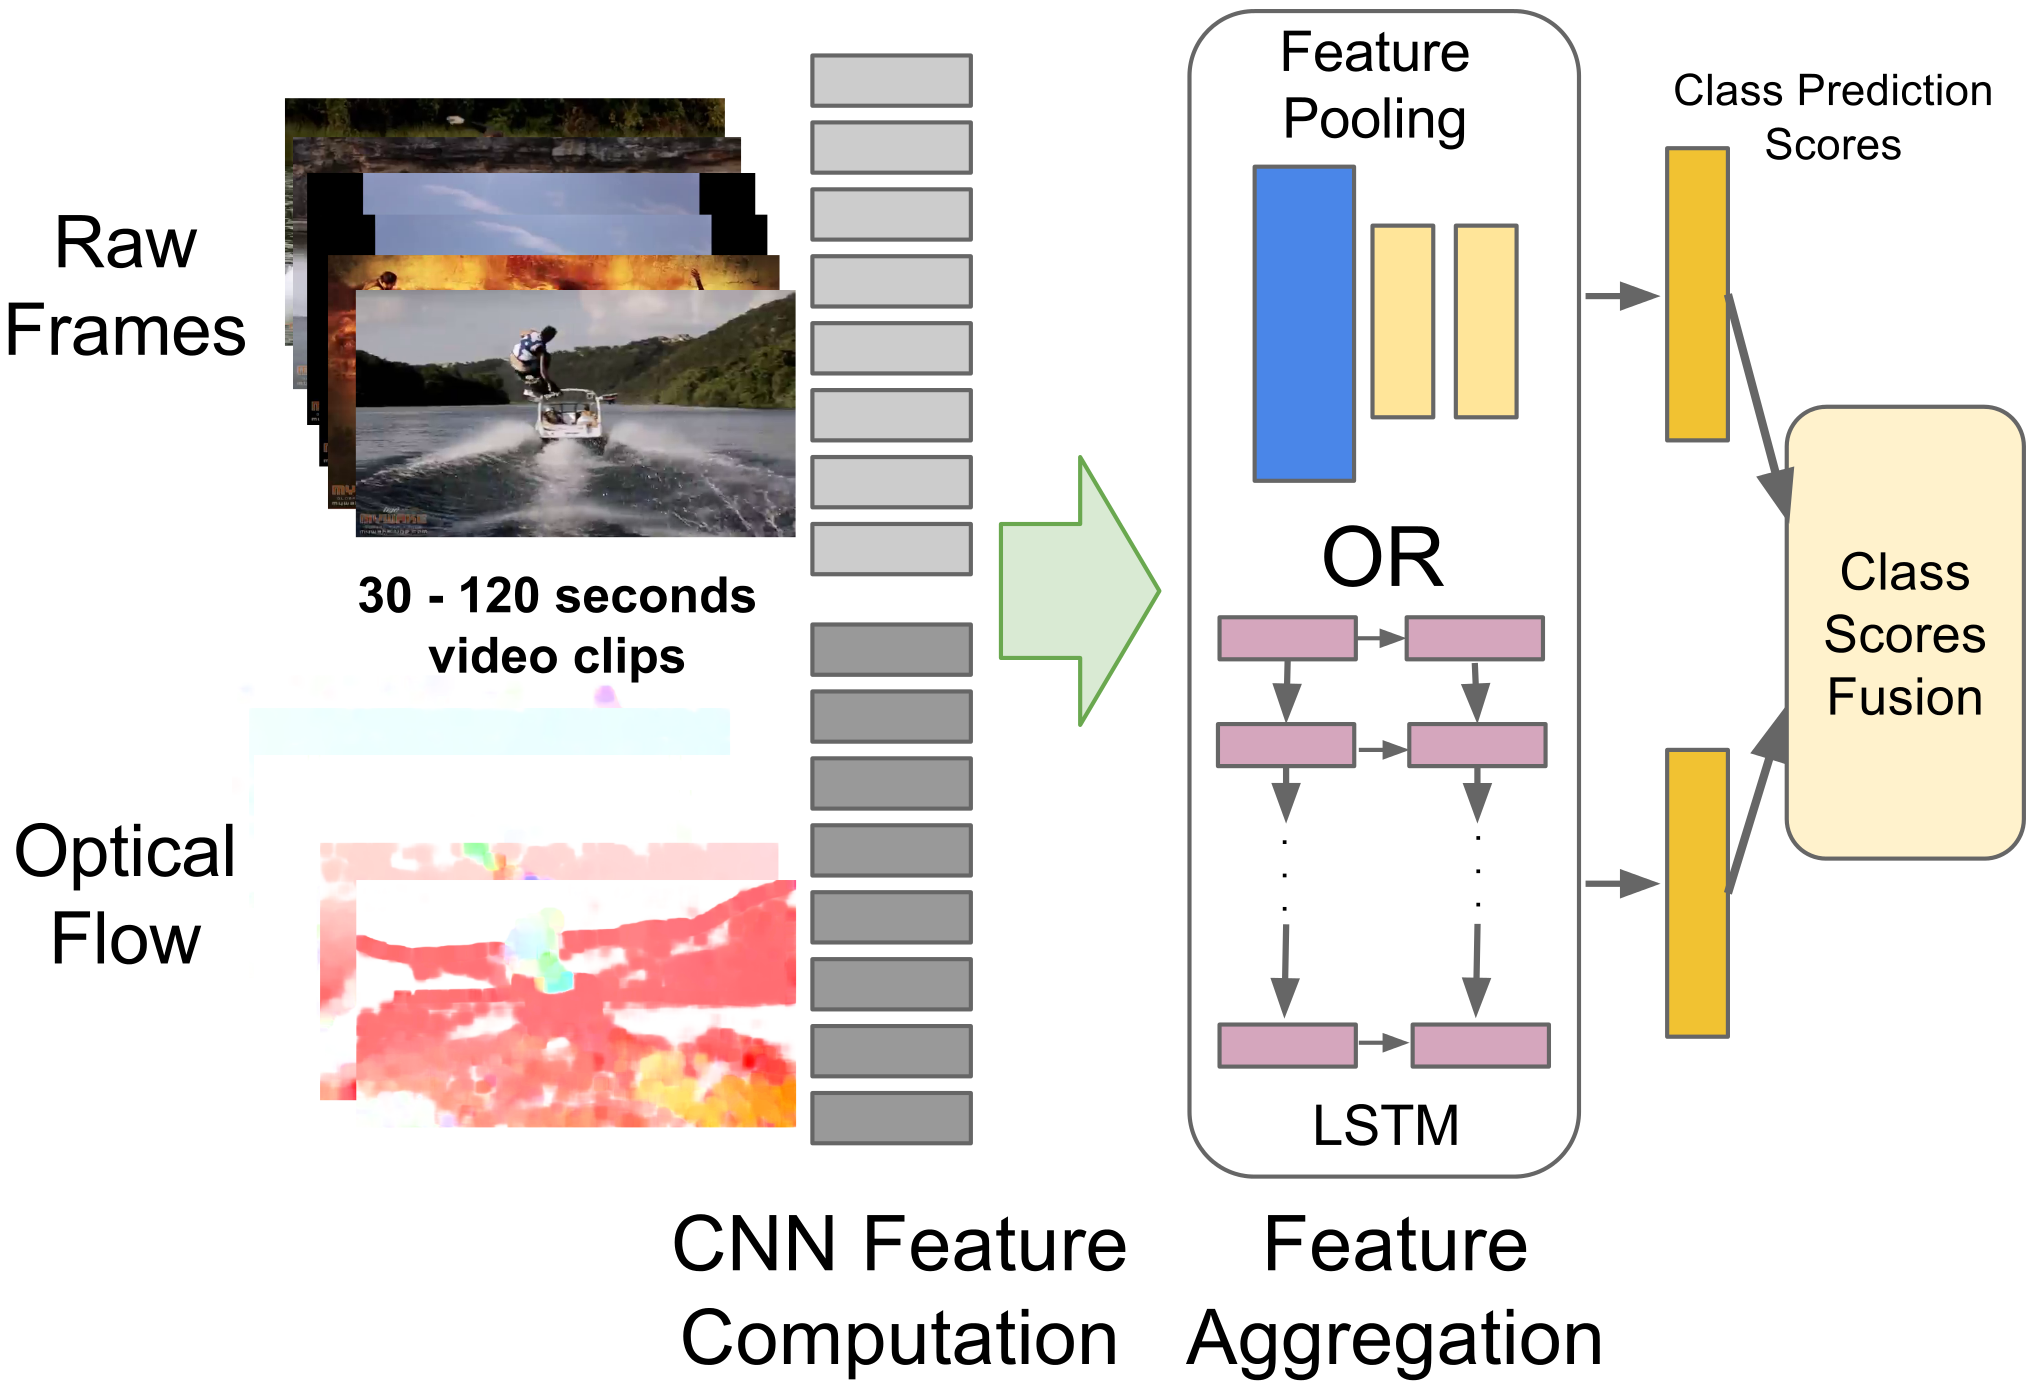 Raw
Frames
30 - 120 seconds
video clips
Optical
Flow
CNN Feature
Computation
Feature
Pooling
OR
LSTM
Feature
Aggregation
Class Prediction
Scores
Class
Scores
Fusion